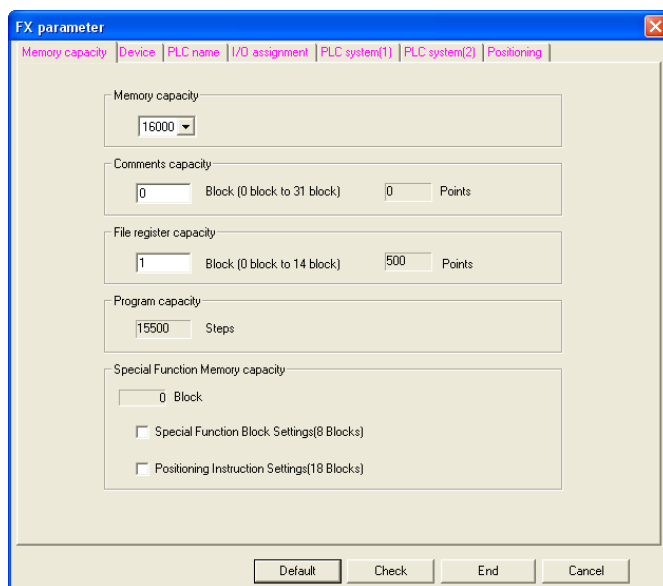 FX parameter
Memory capacity Device PLC name I/O assignment PLC system(1) PLC system(2) Positioning
Memory capacity
16000
Comments capacity
0 Block (0 block to 31 block) 0 Points
File register capacity
1 Block (0 block to 14 block) 500 Points
Program capacity
15500 Steps
Special Function Memory capacity
0 Block
Special Function Block Settings(8 Blocks)
Positioning Instruction Settings(18 Blocks)
Default Check End Cancel